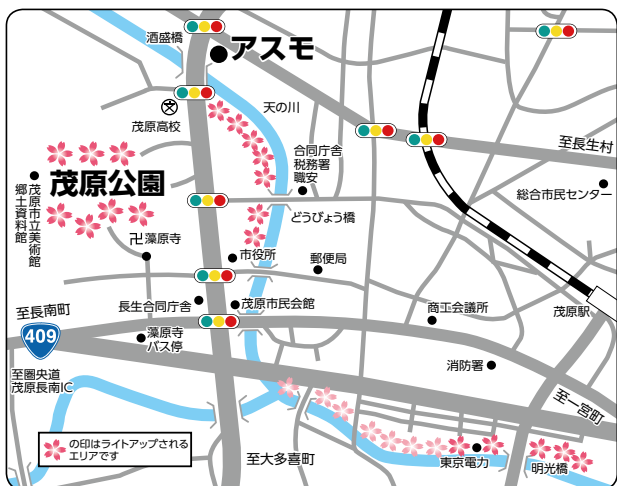 酒盛橋
アスモ
天の川
茂原高校
合同庁舎
税務署
職安
至長生村
総合市民センター
茂原公園
茂原市立美術館
郷土資料館
どうびょう橋
卍藻原寺
市役所
郵便局
長生合同庁舎
茂原市民会館
商工会議所
茂原駅
至長南町
409
藻原寺
バス停
消防署
至圏央道
茂原長南IC
至一宮町
の印はライトアップされる
エリアです
至大多喜町
東京電力
明光橋